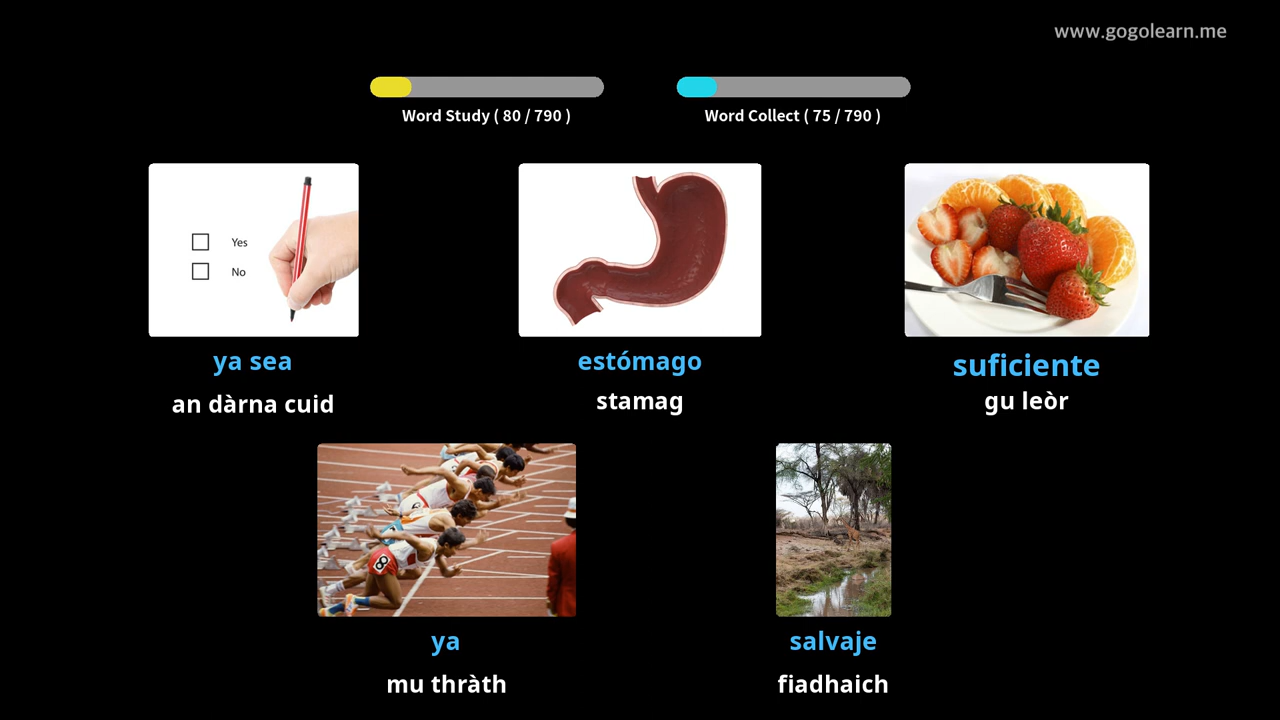 www.gogolearn.me
Word Study ( 80 / 790 )
Word Collect ( 75 / 790 )
Yes
No
ya sea
an dàrna cuid
estómago
stamag
suficiente
gu leòr
8
ya
mu thràth
salvaje
fiadhaich